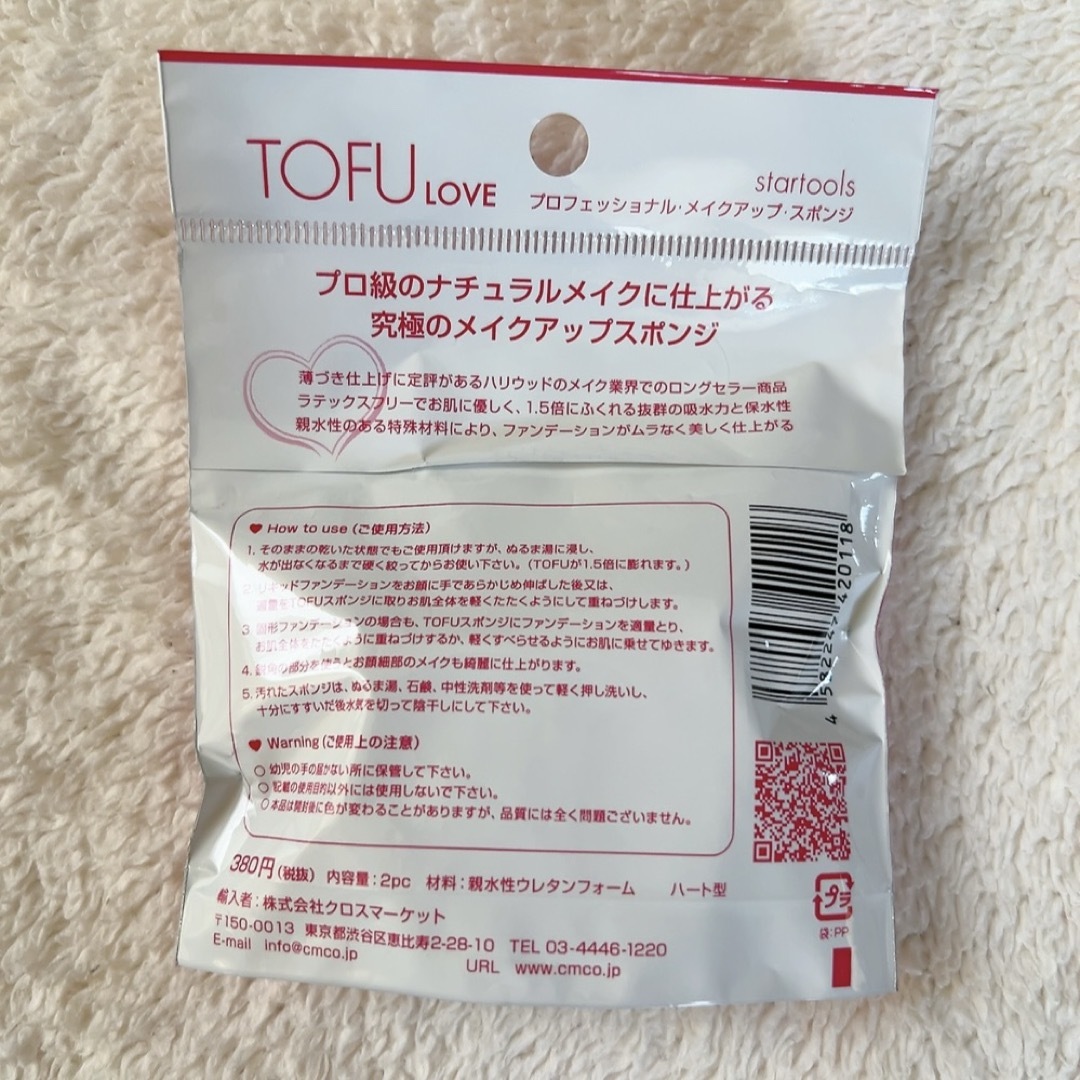 TOFU LOVE
startools
プロフェッショナル・メイクアップ・スポンジ
プロ級のナチュラルメイクに仕上がる
究極のメイクアップスポンジ
薄づき仕上げに定評があるハリウッドのメイク業界でのロングセラー商品
ラテックスフリーでお肌に優しく、1.5倍にふくれる抜群の吸水力と保水性
親水性のある特殊材料により、ファンデーションがムラなく美しく仕上がる
How to use (ご使用方法)
1. そのままの乾いた状態でもご使用頂けますが、ぬるま湯に浸し、
水が出なくなるまで硬く絞ってからお使い下さい。(TOFUが1.5倍に膨れます。)
2. リキッドファンデーションをお顔に手であらかじめ伸ばした後又は、
適量をTOFUスポンジに取りお肌全体を軽くたたくようにして重ねづけします。
3. 固形ファンデーションの場合も、TOFUスポンジにファンデーションを適量とり、
お肌全体をたたくように重ねづけするか、軽くすべらせるようにお肌に乗せてゆきます。
4. 鋭角の部分を使うとお顔細部のメイクも綺麗に仕上がります。
5. 汚れたスポンジは、ぬるま湯、石鹸、中性洗剤等を使って軽く押し洗いし、
十分にすすいだ後水気を切って陰干しにして下さい。
Warning (ご使用上の注意)
○ 幼児の手の届かない所に保管して下さい。
○ 記載の使用目的以外には使用しないで下さい。
○ 本品は開封後に色が変わることがありますが、品質には全く問題ございません。
380円 (税抜) 内容量:2pc 材料:親水性ウレタンフォーム ハート型
輸入者:株式会社クロスマーケット
〒150-0013 東京都渋谷区恵比寿2-28-10 TEL 03-4446-1220
E-mail info@cmco.jp
URL www.cmco.jp
4 582224 420118
プラ
袋:PP